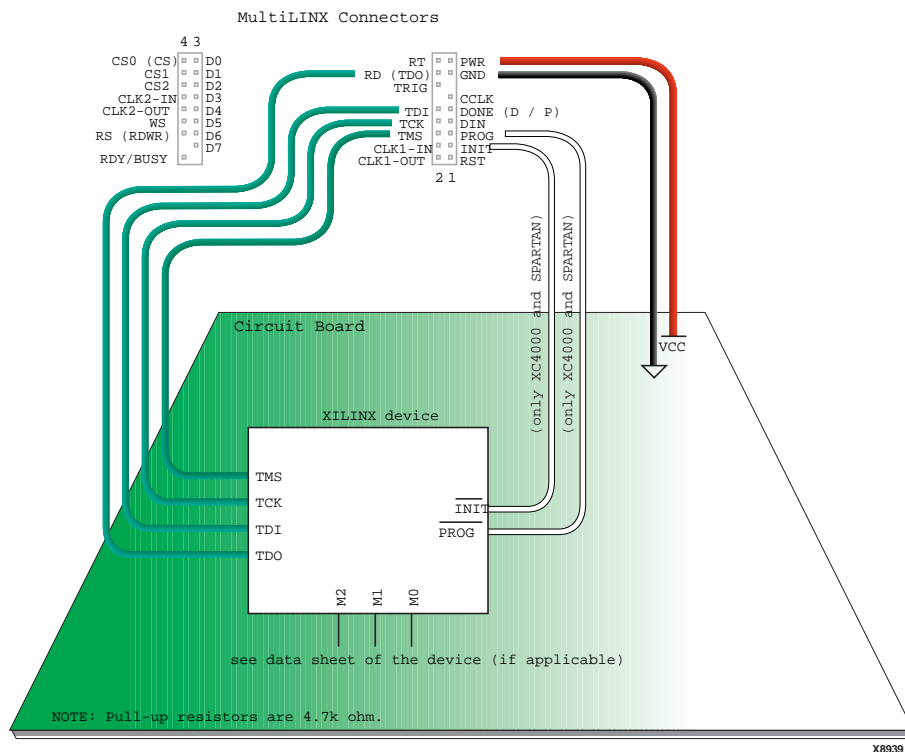 MultiLINX Connectors
4 3
CS0 (CS) D0
CS1 D1
CS2 D2
CLK2-IN D3
CLK2-OUT D4
WS D5
RS (RDWR) D6
D7
RDY/BUSY
RT PWR
RD (TDO) GND
TRIG
CCLK
TDI DONE (D / P)
TCK DIN
TMS PROG
CLK1-IN INIT
CLK1-OUT RST
2 1
(only XC4000 and SPARTAN)
(only XC4000 and SPARTAN)
Circuit Board
VCC
XILINX device
TMS
TCK
TDI
TDO
INIT
PROG
M2
M1
M0
see data sheet of the device (if applicable)
NOTE: Pull-up resistors are 4.7k ohm.
X8939